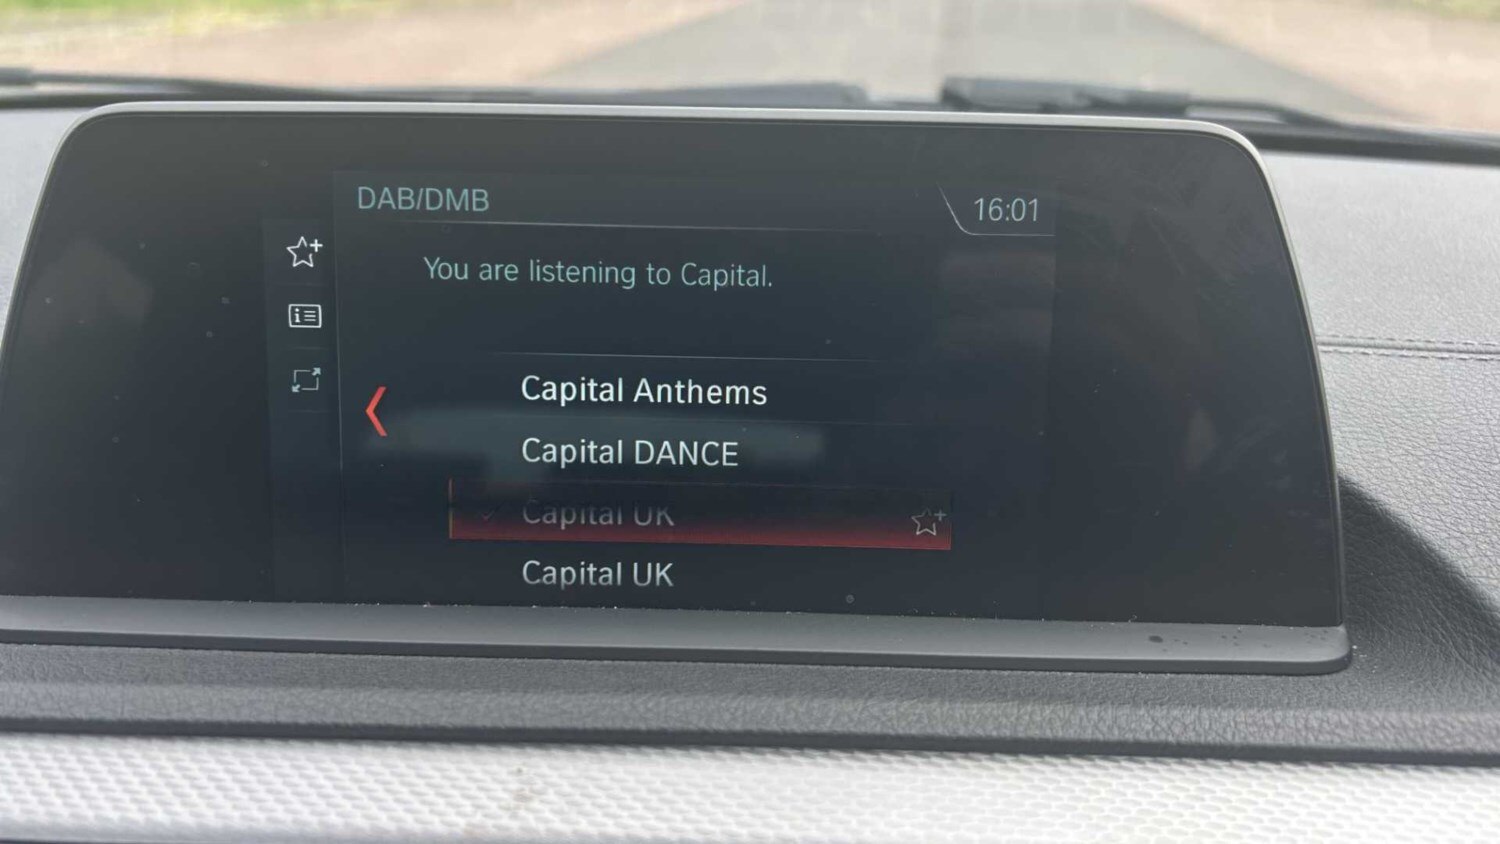 DAB/DMB
16:01
You are listening to Capital.
Capital Anthems
Capital DANCE
Capital UK
Capital UK